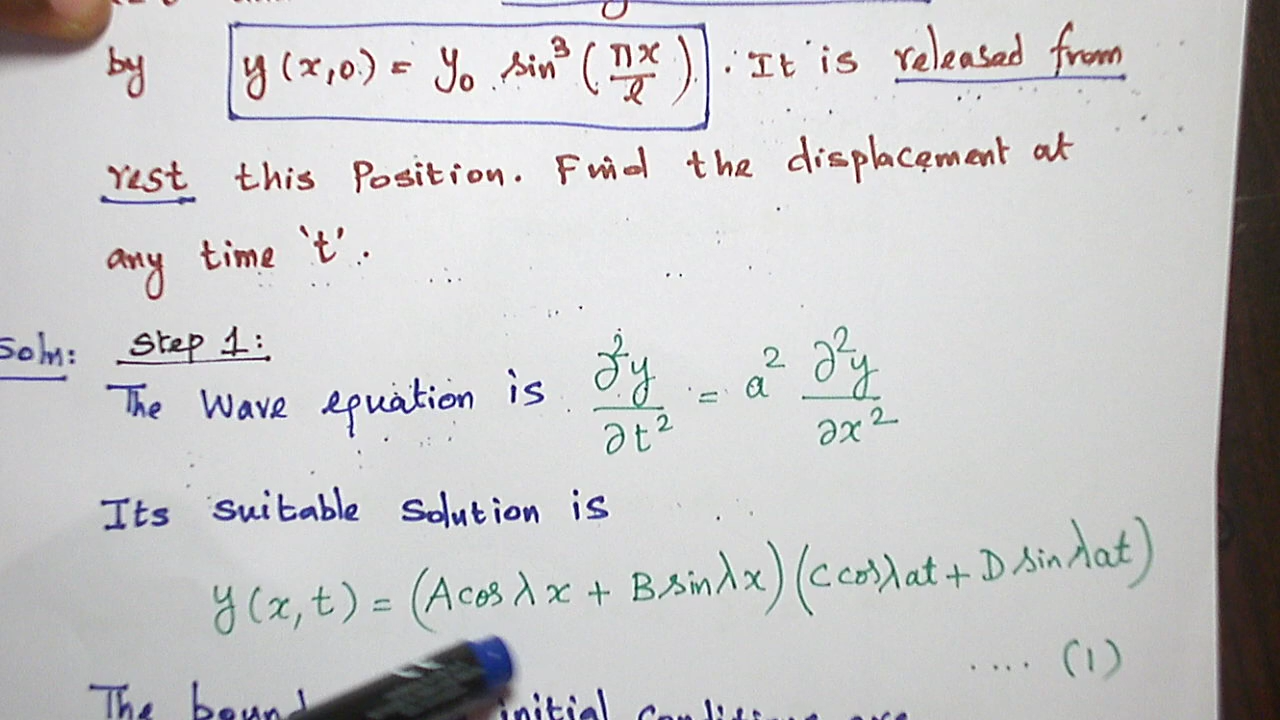 by y(x,0) = y₀ sin³(πx/l). It is released from
rest this Position. Find the displacement at
any time 't'.
Soln: Step 1:
The Wave equation is ∂²y/∂t² = a² ∂²y/∂x²
Its suitable Solution is
y(x,t) = (A cos λx + B sin λx)(C cos λat + D sin λat)
.... (1)
The initial